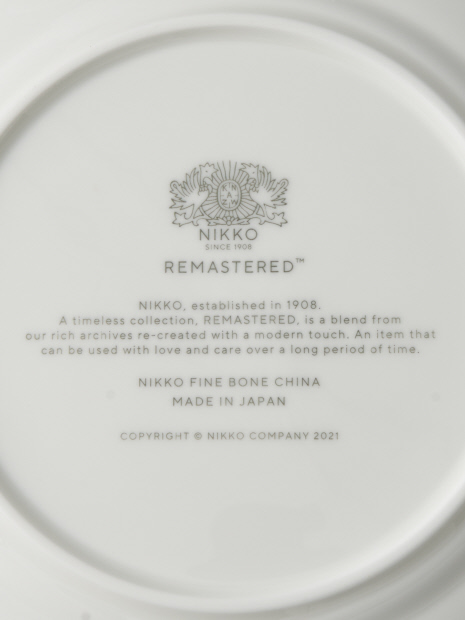 NIKKO
SINCE 1908
REMASTERED™
NIKKO, established in 1908.
A timeless collection, REMASTERED, is a blend from
our rich archives re-created with a modern touch. An item that
can be used with love and care over a long period of time.
NIKKO FINE BONE CHINA
MADE IN JAPAN
COPYRIGHT © NIKKO COMPANY 2021